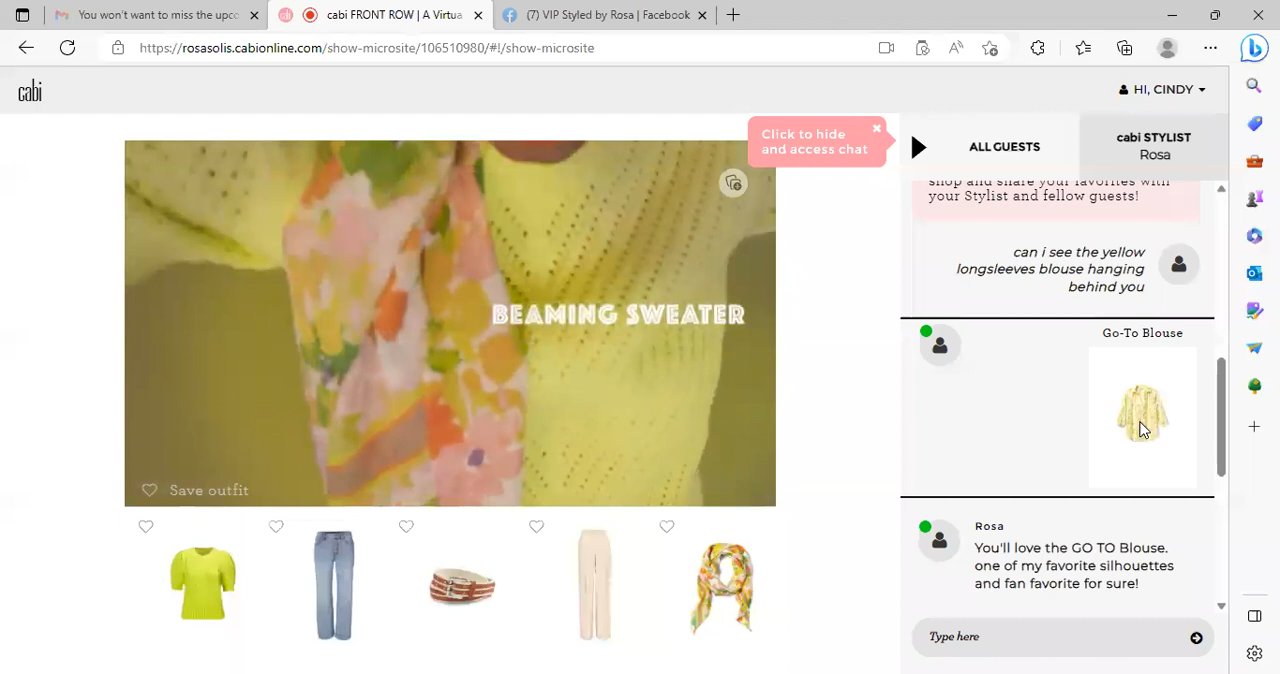 You won't want to miss the upco
cabi FRONT ROW | A Virtua
(7) VIP Styled by Rosa | Facebook
https://rosasolis.cabionline.com/show-microsite/106510980/#!/show-microsite
cabi
HI, CINDY
Click to hide
and access chat
ALL GUESTS
cabi STYLIST
Rosa
shop and share your favorites with
your Stylist and fellow guests!
can i see the yellow
longsleeves blouse hanging
behind you
BEAMING SWEATER
Go-To Blouse
Save outfit
Rosa
You'll love the GO TO Blouse.
one of my favorite silhouettes
and fan favorite for sure!
Type here